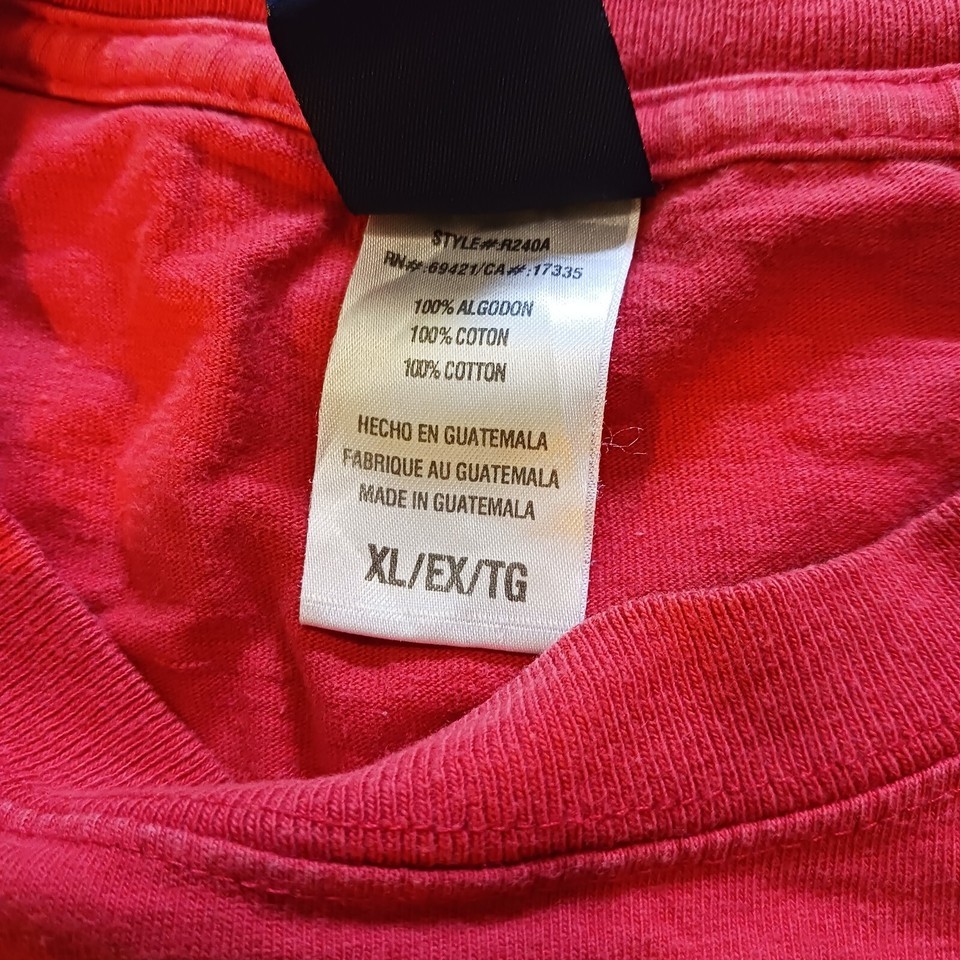 STYLE#:R240A
RN#:69421/CA#:17335
100% ALGODON
100% COTON
100% COTTON
HECHO EN GUATEMALA
FABRIQUE AU GUATEMALA
MADE IN GUATEMALA
XL/EX/TG